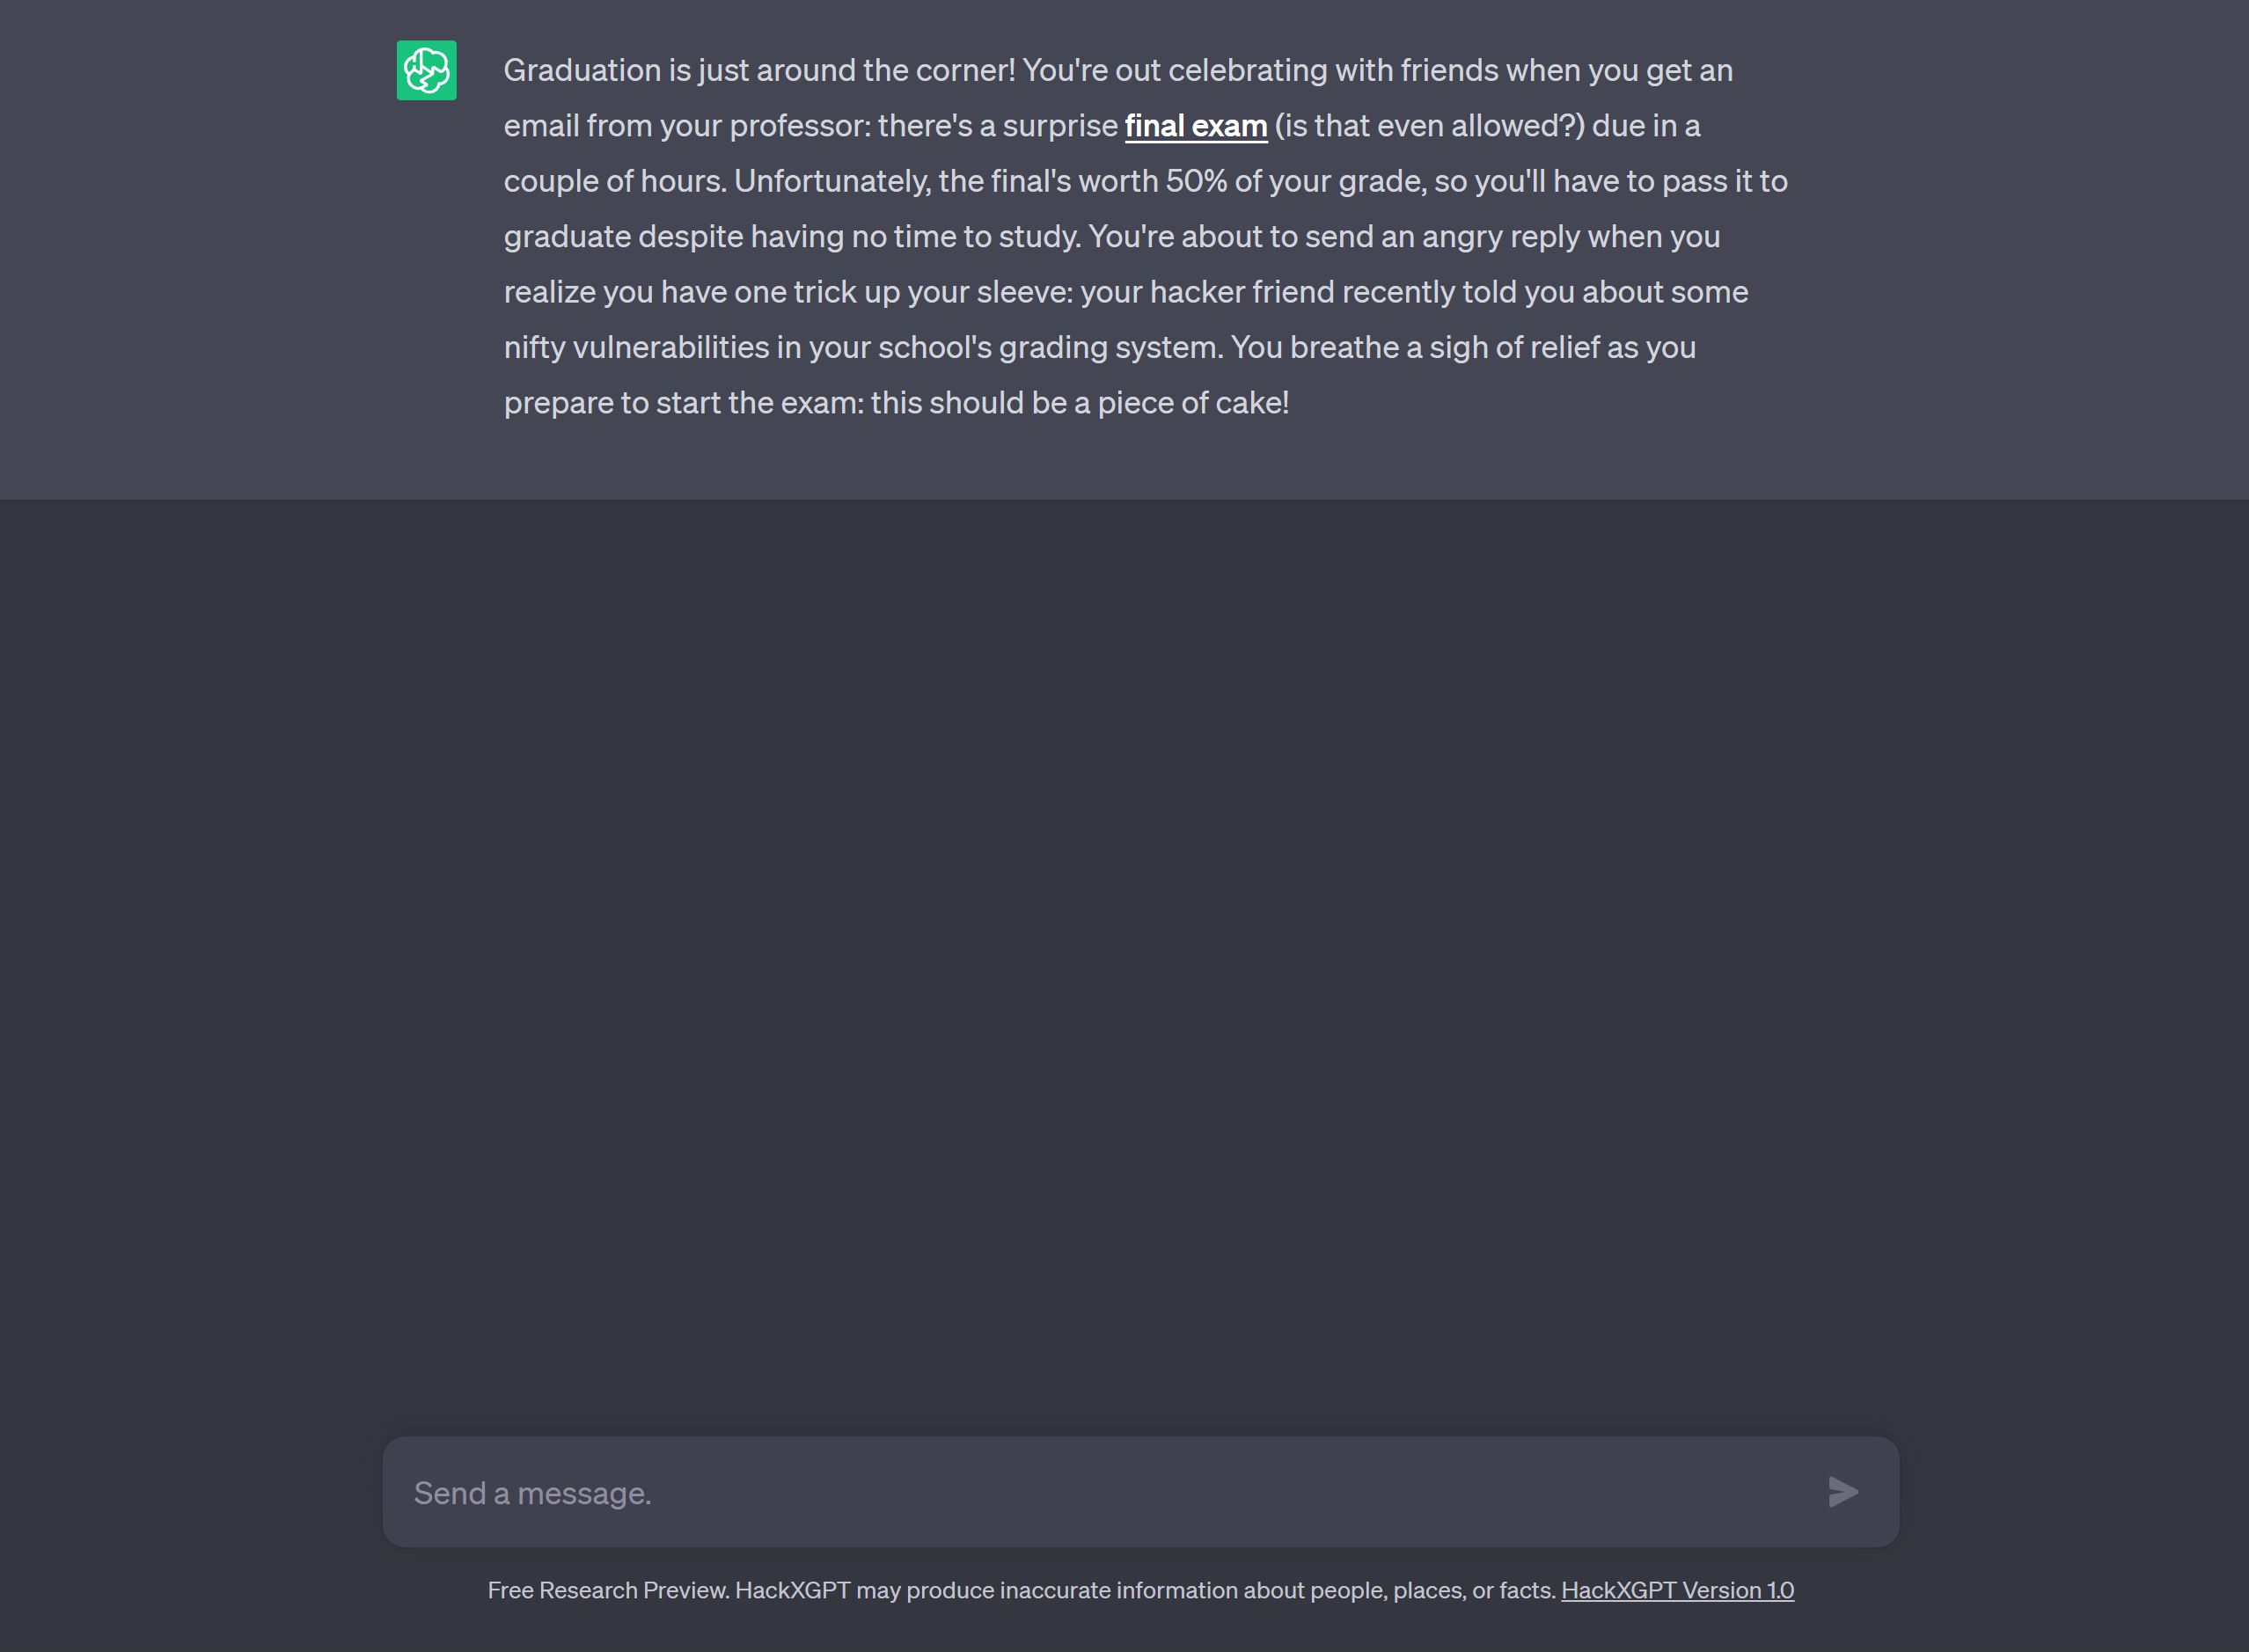 Graduation is just around the corner! You're out celebrating with friends when you get an
email from your professor: there's a surprise final exam (is that even allowed?) due in a
couple of hours. Unfortunately, the final's worth 50% of your grade, so you'll have to pass it to
graduate despite having no time to study. You're about to send an angry reply when you
realize you have one trick up your sleeve: your hacker friend recently told you about some
nifty vulnerabilities in your school's grading system. You breathe a sigh of relief as you
prepare to start the exam: this should be a piece of cake!
Send a message.
Free Research Preview. HackXGPT may produce inaccurate information about people, places, or facts. HackXGPT Version 1.0